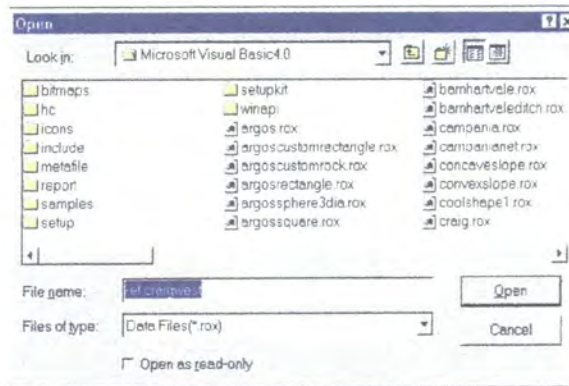 Open
Look in:
Microsoft Visual Basic4.0
bitmaps
hc
icons
include
metafile
report
samples
setup
setupkit
winapi
argos.rox
argoscustomrectangle.rox
argoscustomrock.rox
argosrectangle.rox
argossphere3dia.rox
argossquare.rox
barnhartvale.rox
barnhartvaleditch.rox
campania.rox
campanianet.rox
concaveslope.rox
convexslope.rox
coolshape1.rox
craig.rox
File name:
Open
Files of type:
Data Files(*.rox)
Cancel
Open as read-only